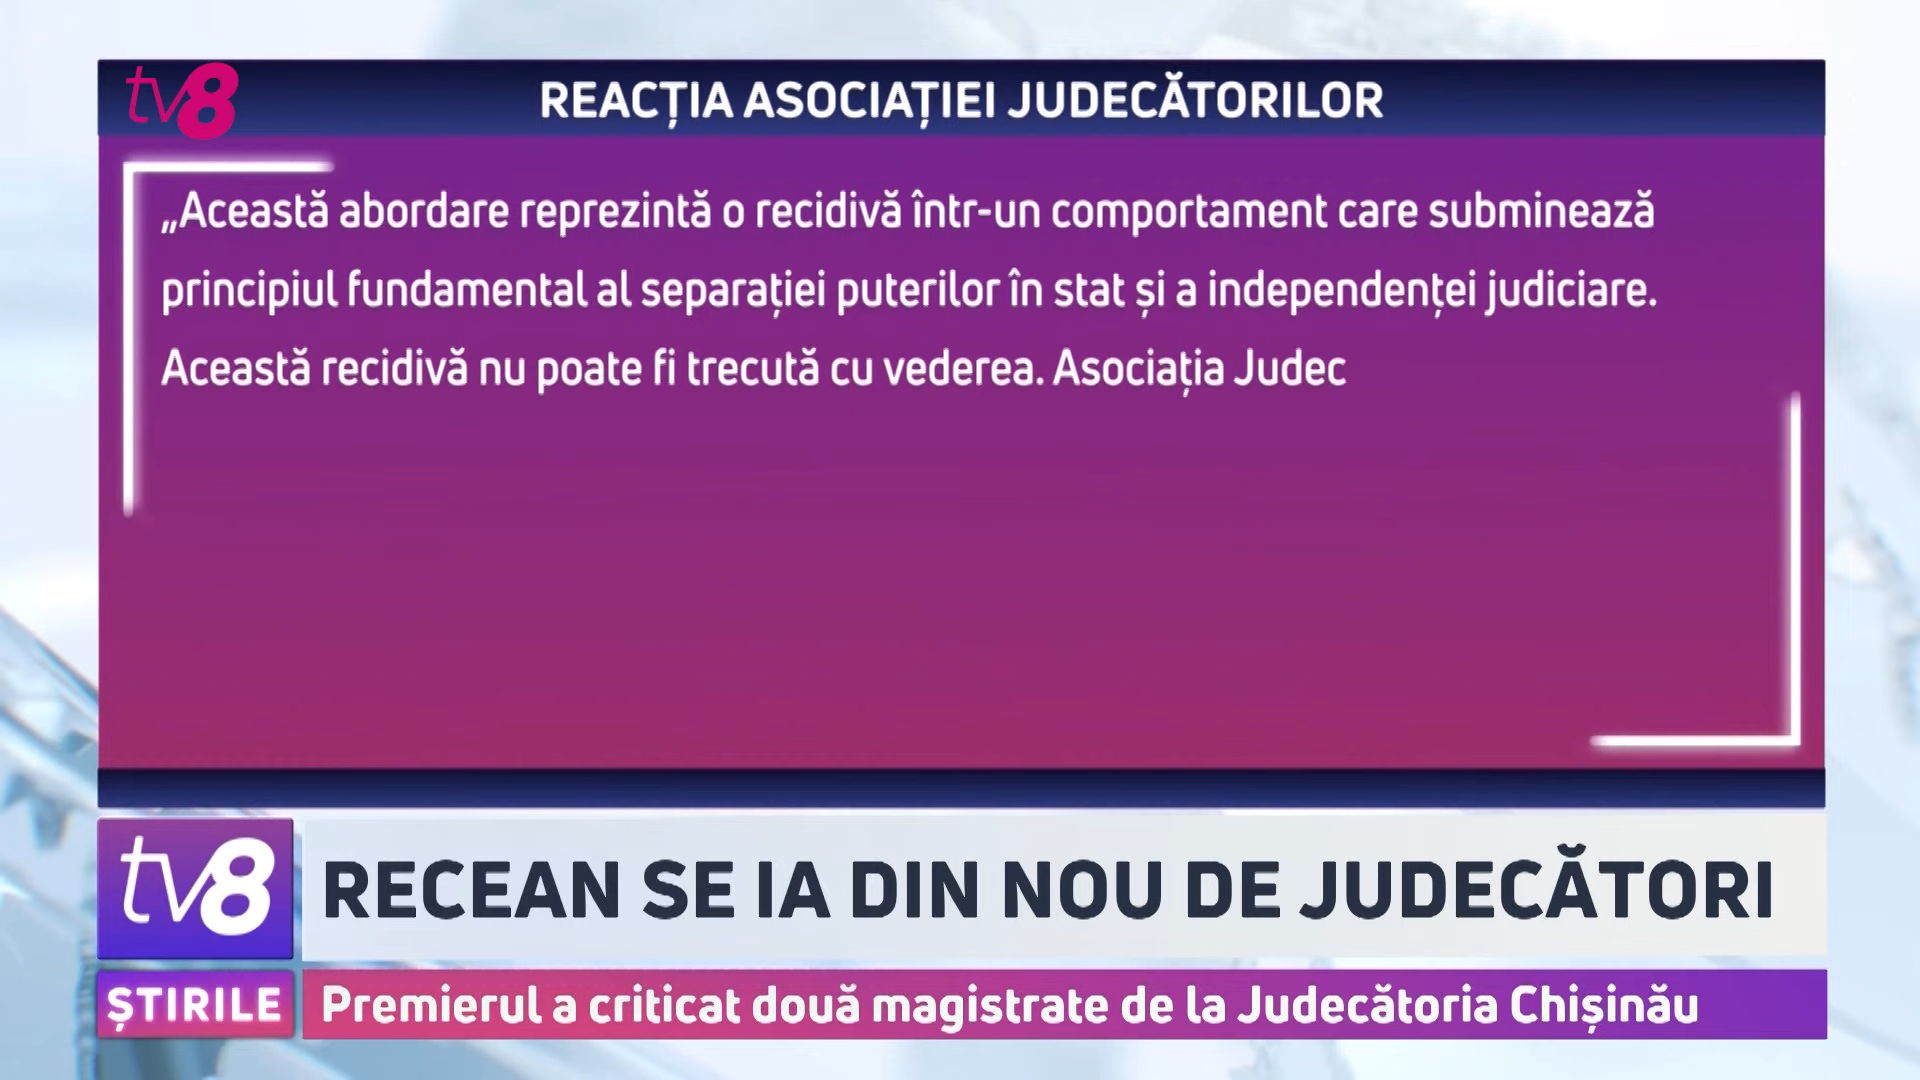 tv8
REACȚIA ASOCIAȚIEI JUDECĂTORILOR
„Această abordare reprezintă o recidivă într-un comportament care subminează
principiul fundamental al separației puterilor în stat și a independenței judiciare.
Această recidivă nu poate fi trecută cu vederea. Asociația Judec
tv8
RECEAN SE IA DIN NOU DE JUDECĂTORI
ȘTIRILE
Premierul a criticat două magistrate de la Judecătoria Chișinău